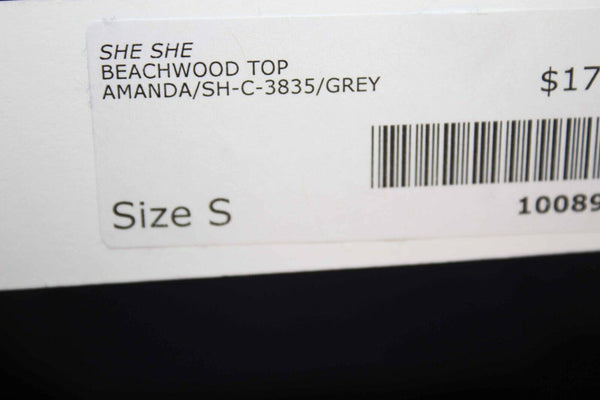 SHE SHE
BEACHWOOD TOP
AMANDA/SH-C-3835/GREY
$17
Size S
10089